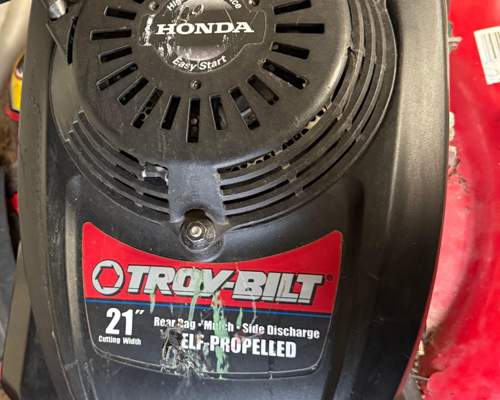 HONDA
Easy Start
TROY-BILT®
21"
Cutting Width
Rear Bag • Mulch • Side Discharge
ELF-PROPELLED